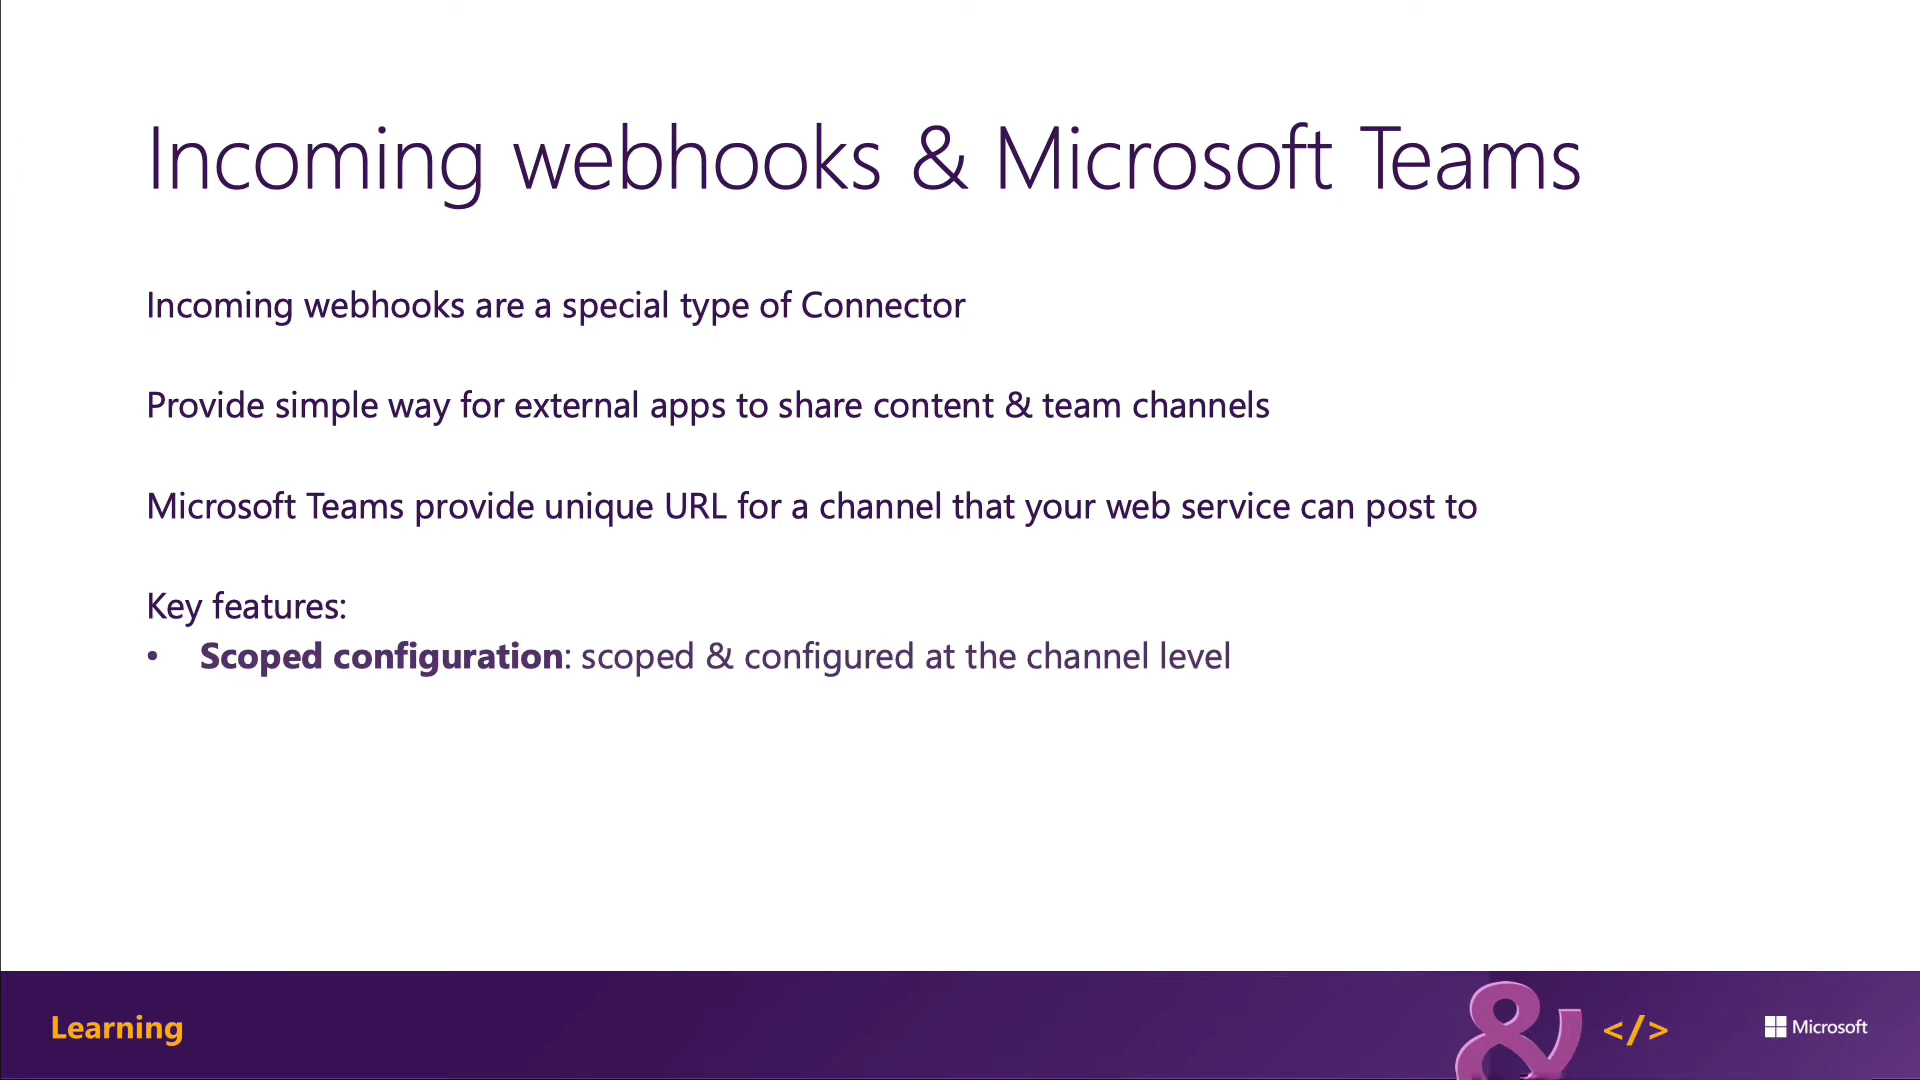 Incoming webhooks & Microsoft Teams
Incoming webhooks are a special type of Connector
Provide simple way for external apps to share content & team channels
Microsoft Teams provide unique URL for a channel that your web service can post to
Key features:
• Scoped configuration: scoped & configured at the channel level
Learning
& </>
Microsoft